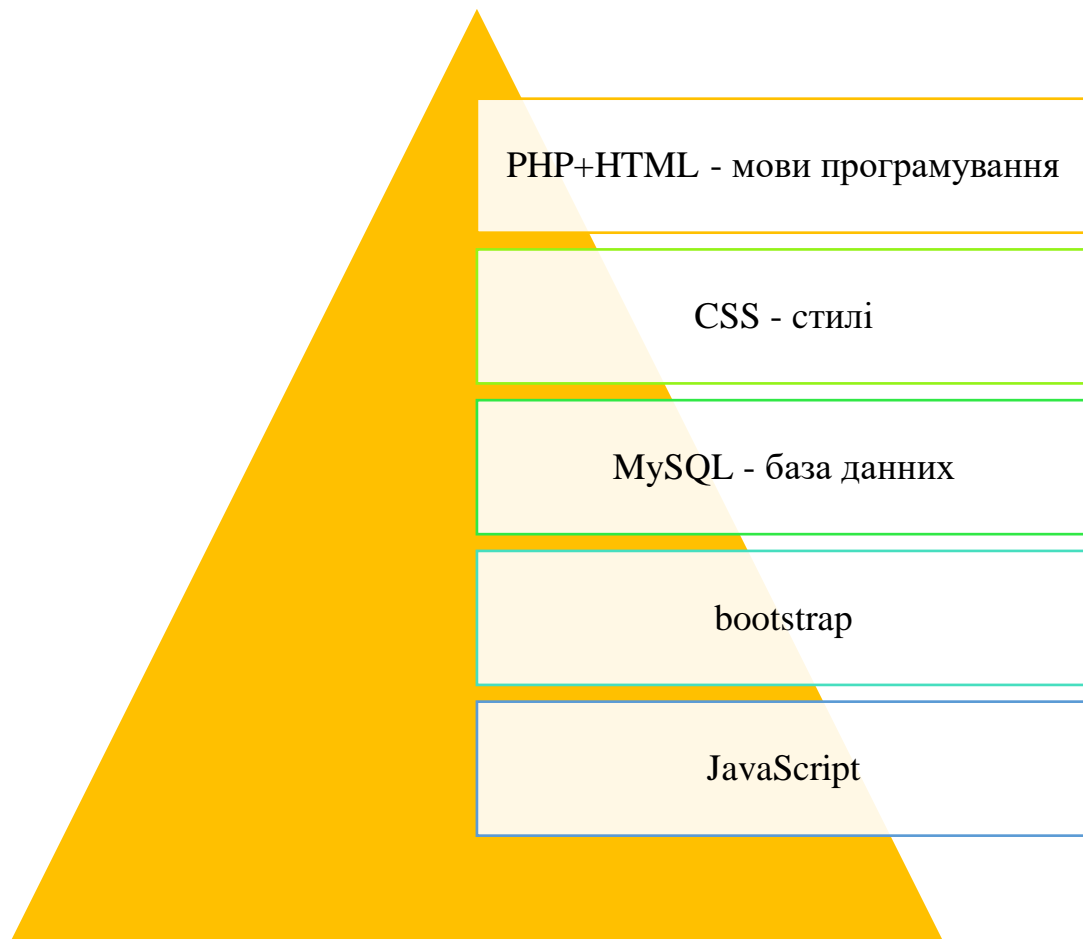 PHP+HTML - мови програмування
CSS - стилі
MySQL - база данних
bootstrap
JavaScript